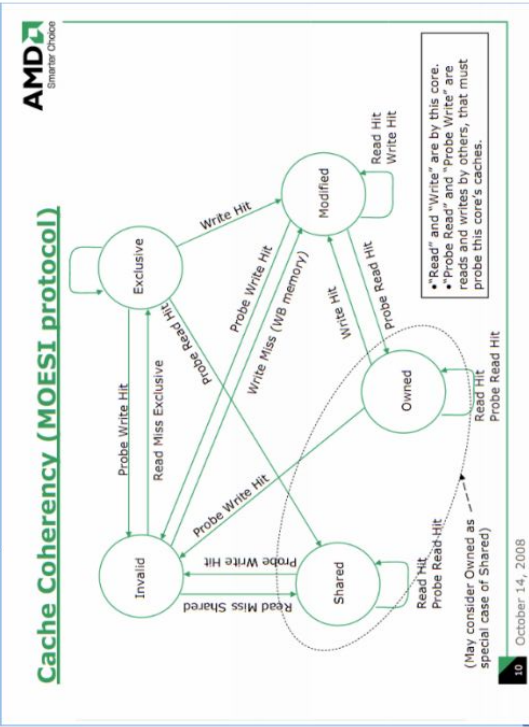 Cache Coherency (MOESI protocol)
AMD
Smarter Choice
Invalid
Probe Write Hit
Read Miss Exclusive
Exclusive
Write Hit
Probe Read Hit
Probe Write Hit
Write Miss (WB memory)
Modified
Read Hit
Write Hit
Read Miss Shared
Probe Write Hit
Probe Write Hit
Write Hit
Probe Read Hit
Shared
Owned
Read Hit
Probe Read Hit
Read Hit
Probe Read Hit
(May consider Owned as
special case of Shared)
•"Read" and "Write" are by this core.
•"Probe Read" and "Probe Write" are
reads and writes by others, that must
probe this core's caches.
10
October 14, 2008